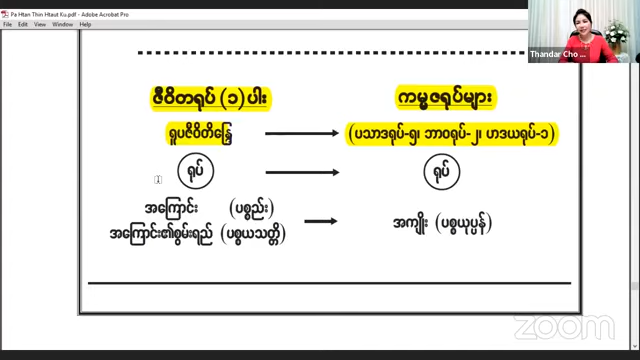 Pa Htan Thin Htaut Ku.pdf - Adobe Acrobat Pro
File Edit View Window Help
Thandar Cho ...
ဇီဝိတရုပ် (၁) ပါး
ကမ္မဇရုပ်များ
ရူပဇီဝိတိန္ဒြေ
(ပသာဒရုပ်-၅၊ ဘာဝရုပ်-၂၊ ဟဒယရုပ်-၁)
ရုပ်
ရုပ်
အကြောင်း (ပစ္စည်း)
အကြောင်း၏စွမ်းရည် (ပစ္စယသတ္တိ)
အကျိုး (ပစ္စယုပ္ပန်)
zoom